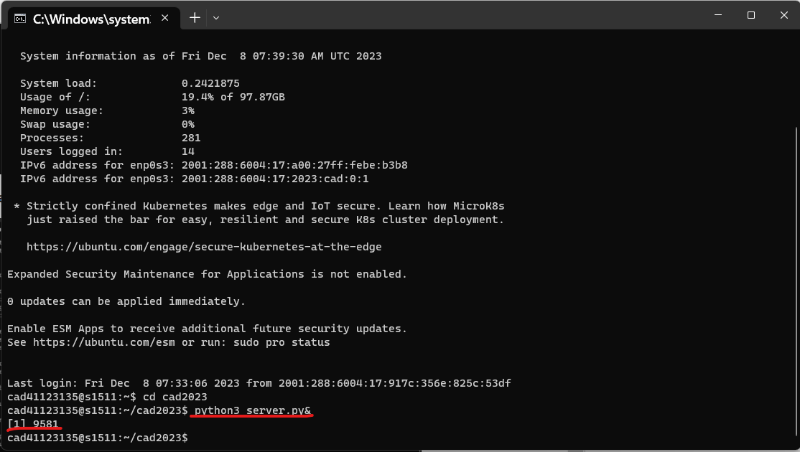 C:\Windows\system
System information as of Fri Dec  8 07:39:30 AM UTC 2023
System load:            0.2421875
Usage of /:             19.4% of 97.87GB
Memory usage:           3%
Swap usage:             0%
Processes:              281
Users logged in:        14
IPv6 address for enp0s3: 2001:288:6004:17:a00:27ff:febe:b3b8
IPv6 address for enp0s3: 2001:288:6004:17:2023:cad:0:1
* Strictly confined Kubernetes makes edge and IoT secure. Learn how MicroK8s
just raised the bar for easy, resilient and secure K8s cluster deployment.
https://ubuntu.com/engage/secure-kubernetes-at-the-edge
Expanded Security Maintenance for Applications is not enabled.
0 updates can be applied immediately.
Enable ESM Apps to receive additional future security updates.
See https://ubuntu.com/esm or run: sudo pro status
Last login: Fri Dec  8 07:33:06 2023 from 2001:288:6004:17:917c:356e:825c:53df
cad41123135@s1511:~$ cd cad2023
cad41123135@s1511:~/cad2023$ python3 server.py&
[1] 9581
cad41123135@s1511:~/cad2023$